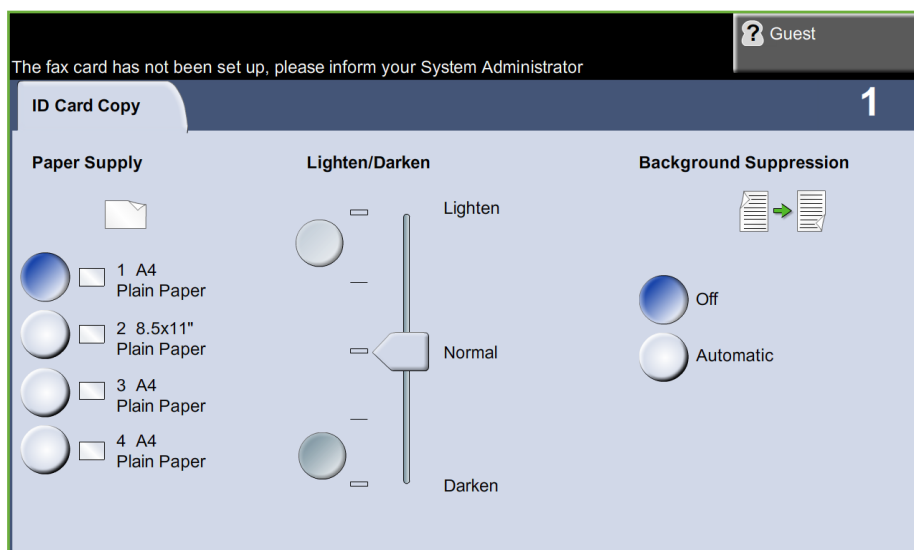 ? Guest
The fax card has not been set up, please inform your System Administrator
ID Card Copy
1
Paper Supply
1 A4
Plain Paper
2 8.5x11"
Plain Paper
3 A4
Plain Paper
4 A4
Plain Paper
Lighten/Darken
Lighten
Normal
Darken
Background Suppression
Off
Automatic